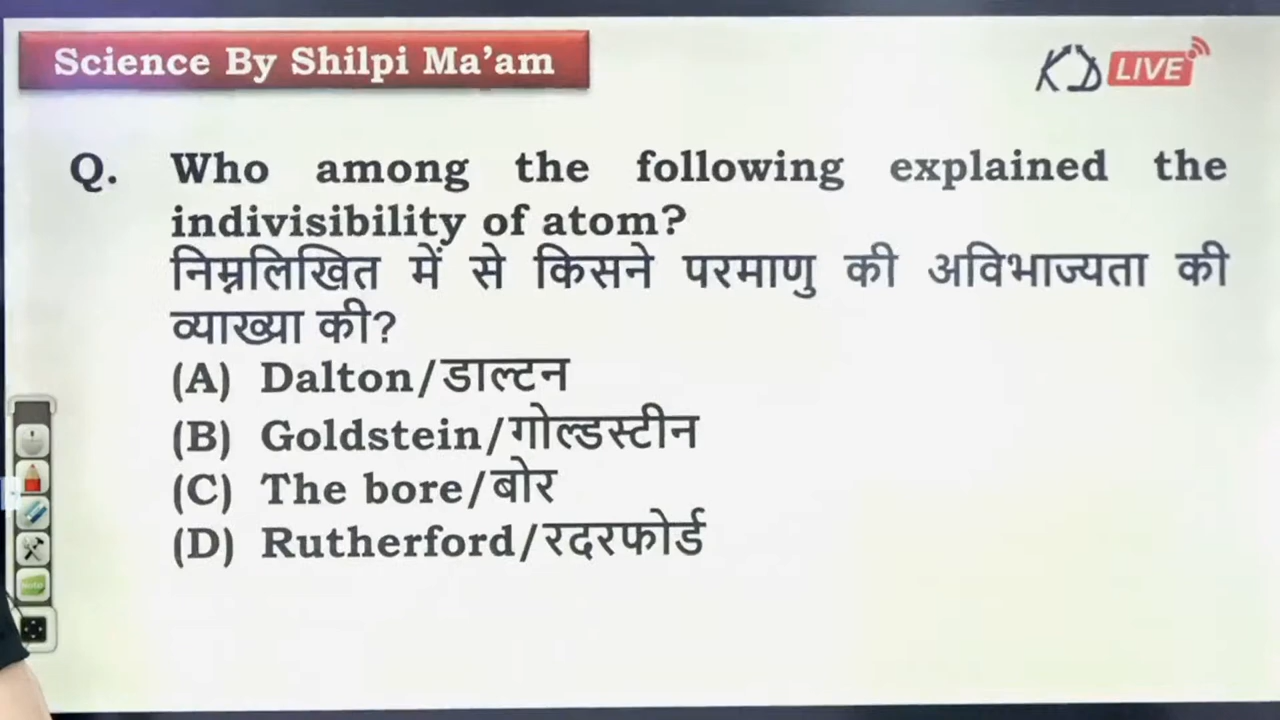 Science By Shilpi Ma’am
KD LIVE
Q. Who among the following explained the
indivisibility of atom?
निम्नलिखित में से किसने परमाणु की अविभाज्यता की
व्याख्या की?
(A) Dalton/डाल्टन
(B) Goldstein/गोल्डस्टीन
(C) The bore/बोर
(D) Rutherford/रदरफोर्ड